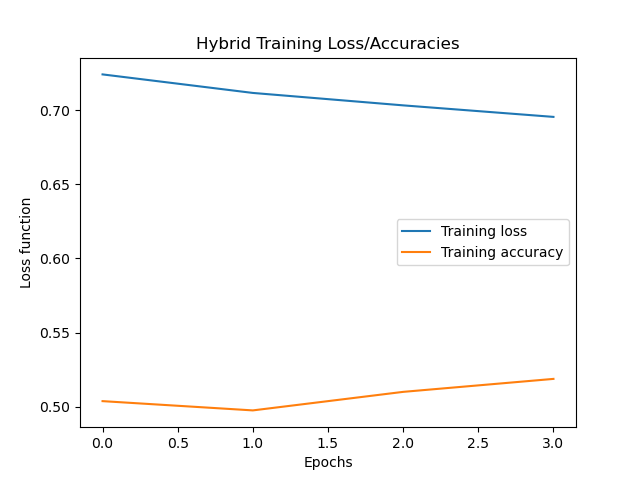 Hybrid Training Loss/Accuracies
Loss function
0.70
0.65
0.60
0.55
0.50
Training loss
Training accuracy
0.0 0.5 1.0 1.5 2.0 2.5 3.0
Epochs